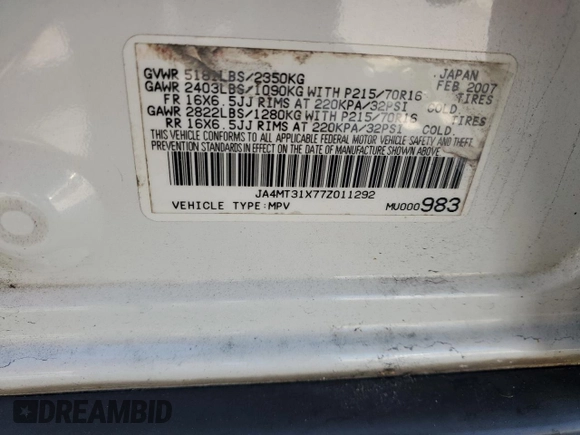 GVWR 5181LBS/2350KG JAPAN
GAWR 2403LBS/1090KG WITH P215/70R16 TIRES FEB 2007
FR 16X6.5JJ RIMS AT 220KPA/32PSI COLD
GAWR 2822LBS/1280KG WITH P215/70R16 TIRES
RR 16X6.5JJ RIMS AT 220KPA/32PSI COLD.
THIS VEHICLE CONFORMS TO ALL APPLICABLE FEDERAL MOTOR VEHICLE SAFETY AND THEFT
PREVENTION STANDARDS IN EFFECT ON THE DATE OF MANUFACTURE SHOWN ABOVE.
JA4MT31X77Z011292
VEHICLE TYPE:MPV MU000983
DREAMBID